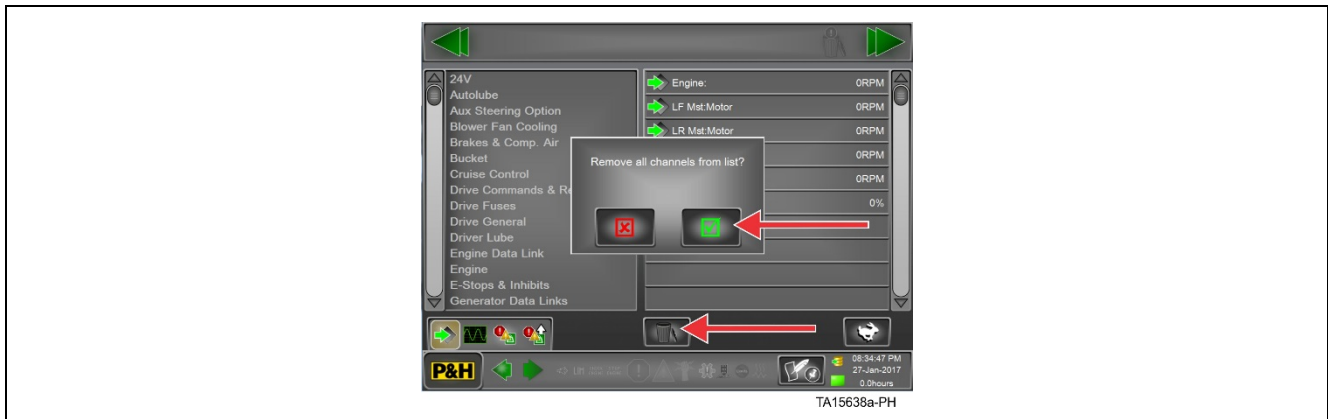 24V
Autolube
Aux Steering Option
Blower Fan Cooling
Brakes & Comp. Air
Bucket
Cruise Control
Drive Commands & Re
Drive Fuses
Drive General
Driver Lube
Engine Data Link
Engine
E-Stops & Inhibits
Generator Data Links
Engine: 0RPM
LF Mst:Motor 0RPM
LR Mst:Motor 0RPM
0RPM
0RPM
0%
Remove all channels from list?
P&H
Lift
08:34:47 PM
27-Jan-2017
0.0hours
TA15638a-PH